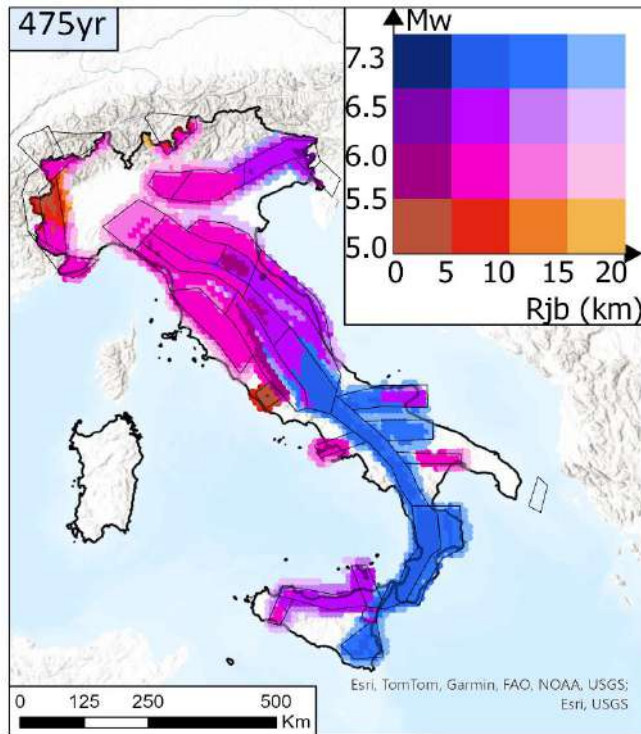 475yr
Mw
7.3
6.5
6.0
5.5
5.0
0 5 10 15 20
Rjb (km)
Esri, TomTom, Garmin, FAO, NOAA, USGS;
Esri, USGS
0 125 250 500
Km